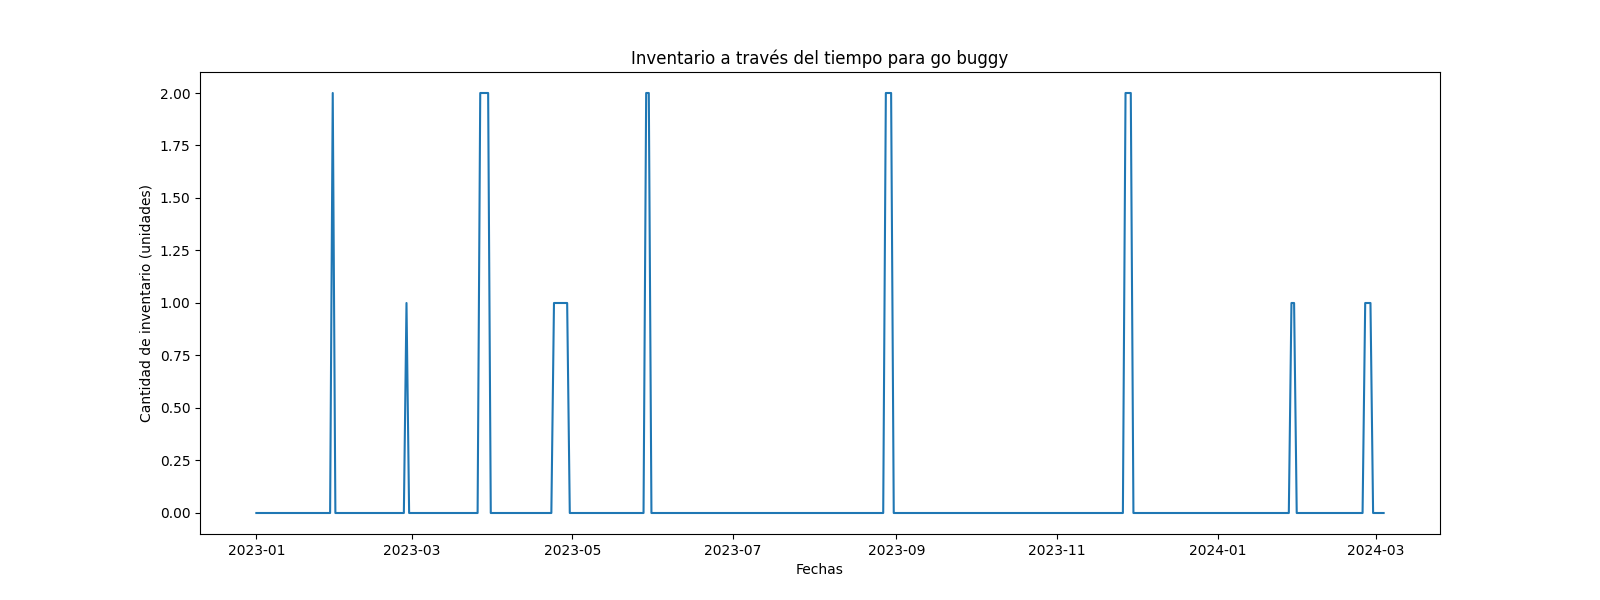 Inventario a través del tiempo para go buggy
Cantidad de inventario (unidades)
2.00
1.75
1.50
1.25
1.00
0.75
0.50
0.25
0.00
2023-01 2023-03 2023-05 2023-07 2023-09 2023-11 2024-01 2024-03
Fechas